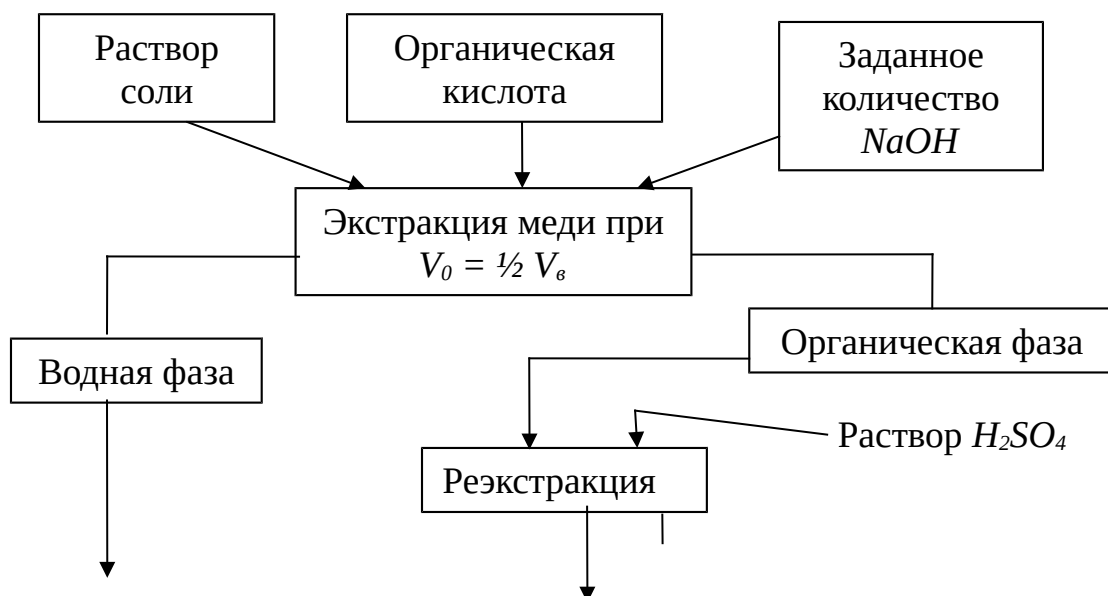 Раствор
соли
Органическая
кислота
Заданное
количество
NaOH
Экстракция меди при
V₀ = ½ Vв
Водная фаза
Органическая фаза
Раствор H₂SO₄
Реэкстракция